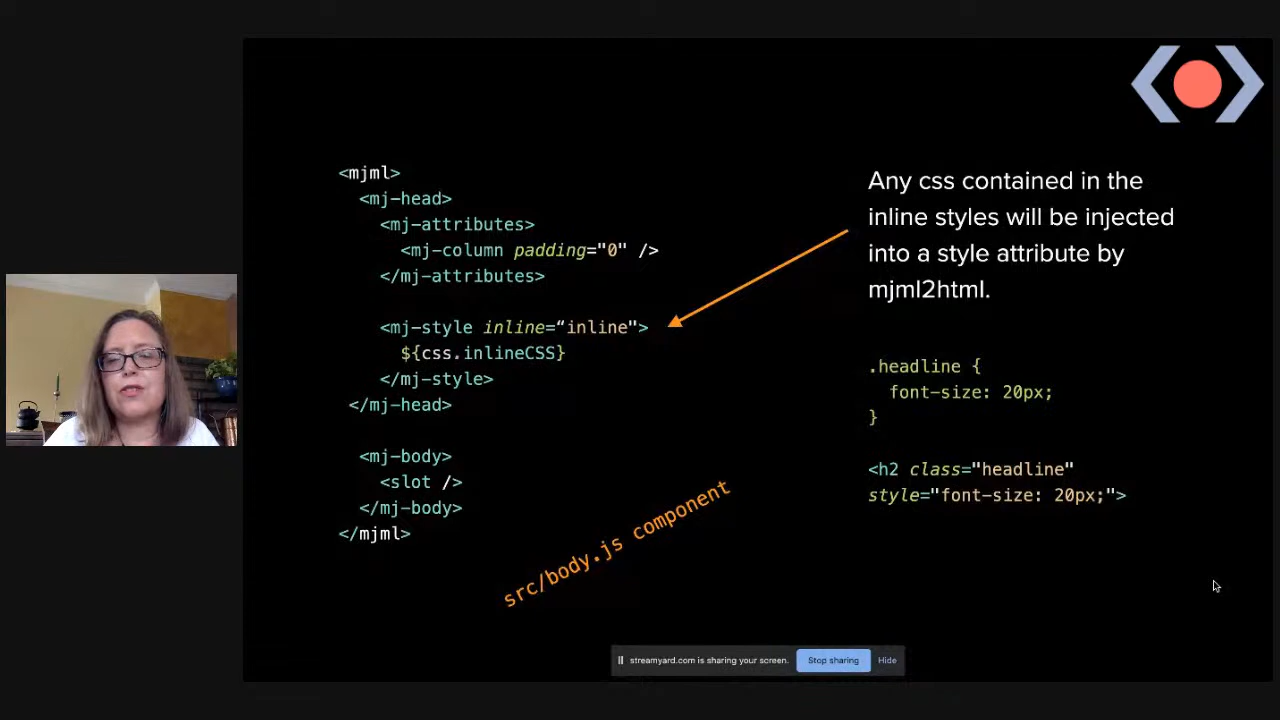 <mjml>
<mj-head>
<mj-attributes>
<mj-column padding="0" />
</mj-attributes>
<mj-style inline=“inline">
${css.inlineCSS}
</mj-style>
</mj-head>
<mj-body>
<slot />
</mj-body>
</mjml>
src/body.js component
Any css contained in the
inline styles will be injected
into a style attribute by
mjml2html.
.headline {
font-size: 20px;
}
<h2 class="headline"
style="font-size: 20px;">
streamyard.com is sharing your screen.
Stop sharing
Hide